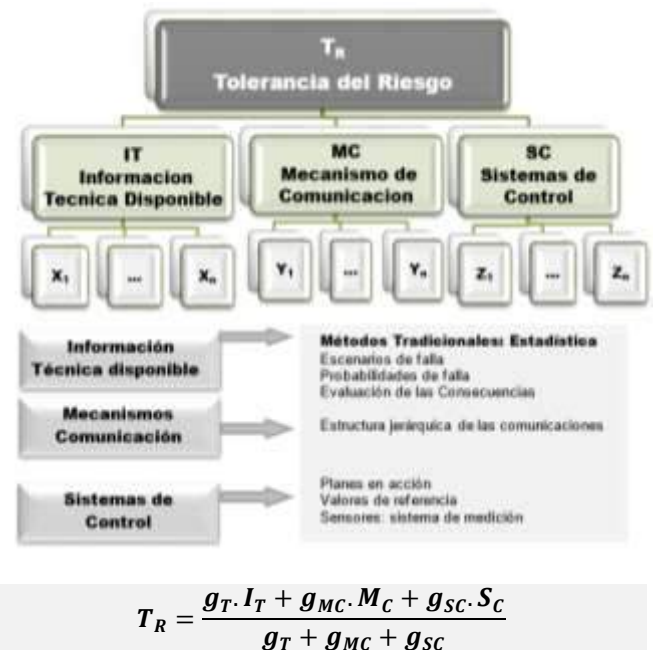 T_R
Tolerancia del Riesgo
IT
Informacion
Tecnica Disponible
MC
Mecanismo de
Comunicacion
SC
Sistemas de
Control
X₁ ... Xₙ Y₁ ... Yₙ Z₁ ... Zₙ
Información
Técnica disponible
Métodos Tradicionales: Estadística
Escenarios de falla
Probabilidades de falla
Evaluación de las Consecuencias
Mecanismos
Comunicación
Estructura jerárquica de las comunicaciones
Sistemas de
Control
Planes en acción
Valores de referencia
Sensores: sistema de medición
T_R = (g_T. I_T + g_MC. M_C + g_SC. S_C) / (g_T + g_MC + g_SC)